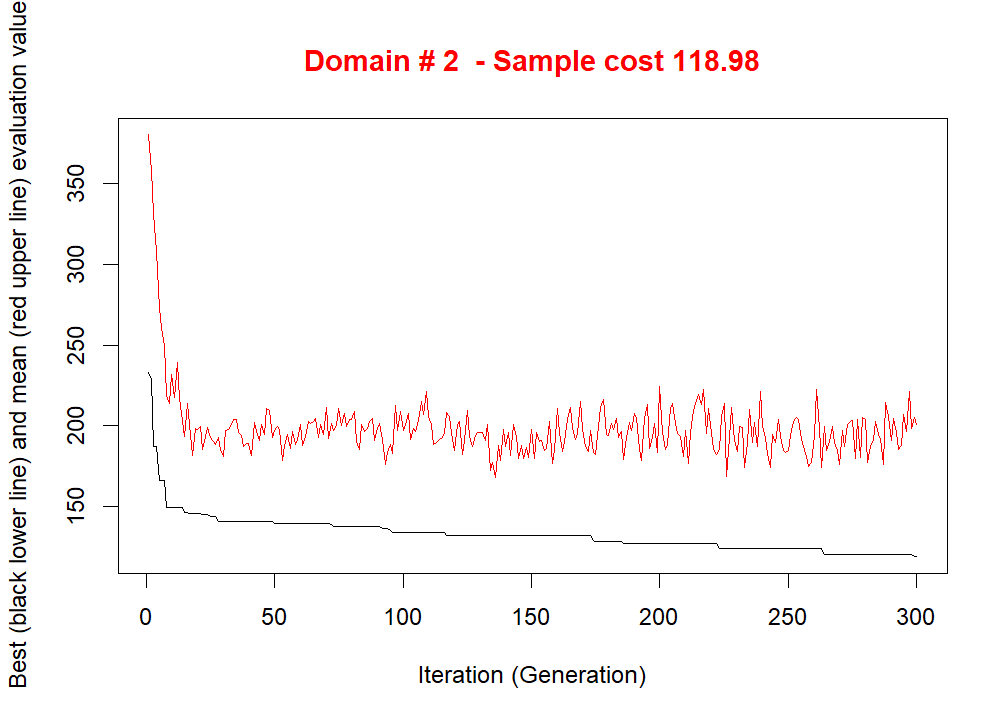 Domain # 2  - Sample cost 118.98
Best (black lower line) and mean (red upper line) evaluation value
350
300
250
200
150
0 50 100 150 200 250 300
Iteration (Generation)